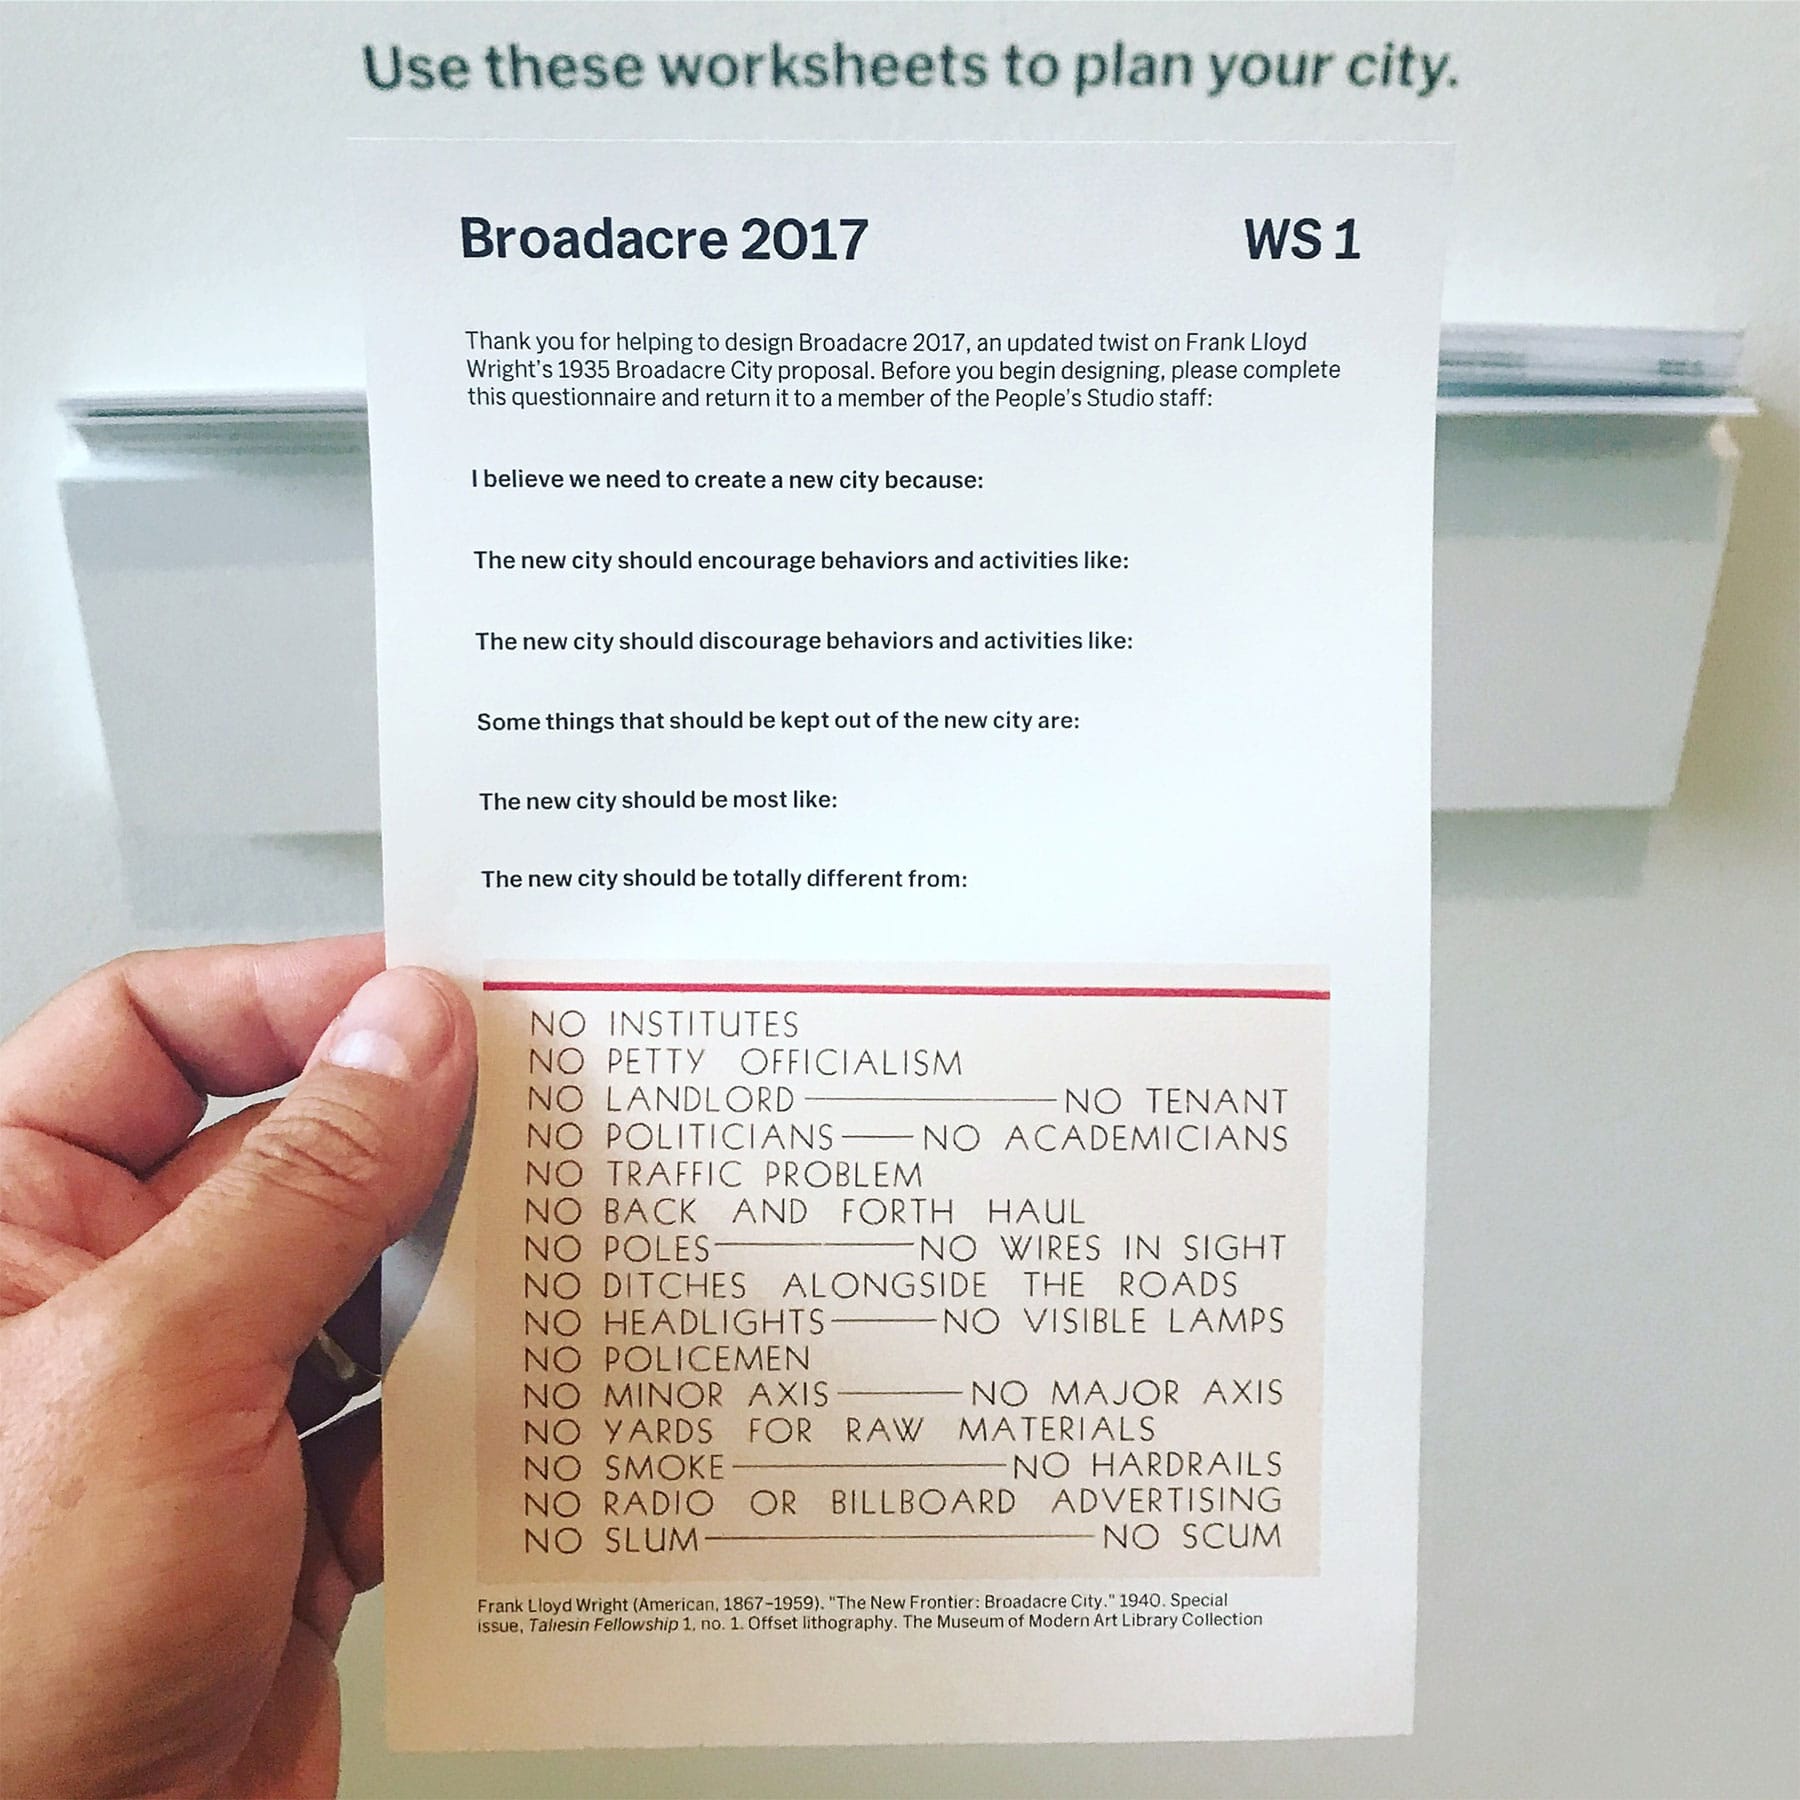 Use these worksheets to plan your city.
Broadacre 2017 WS 1
Thank you for helping to design Broadacre 2017, an updated twist on Frank Lloyd
Wright's 1935 Broadacre City proposal. Before you begin designing, please complete
this questionnaire and return it to a member of the People's Studio staff:
I believe we need to create a new city because:
The new city should encourage behaviors and activities like:
The new city should discourage behaviors and activities like:
Some things that should be kept out of the new city are:
The new city should be most like:
The new city should be totally different from:
NO INSTITUTES
NO PETTY OFFICIALISM
NO LANDLORD——NO TENANT
NO POLITICIANS——NO ACADEMICIANS
NO TRAFFIC PROBLEM
NO BACK AND FORTH HAUL
NO POLES——NO WIRES IN SIGHT
NO DITCHES ALONGSIDE THE ROADS
NO HEADLIGHTS——NO VISIBLE LAMPS
NO POLICEMEN
NO MINOR AXIS——NO MAJOR AXIS
NO YARDS FOR RAW MATERIALS
NO SMOKE——NO HARDRAILS
NO RADIO OR BILLBOARD ADVERTISING
NO SLUM——NO SCUM
Frank Lloyd Wright (American, 1867–1959). "The New Frontier: Broadacre City." 1940. Special
issue, Taliesin Fellowship 1, no. 1. Offset lithography. The Museum of Modern Art Library Collection